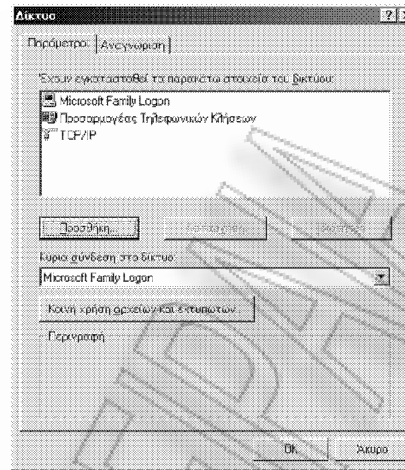 Δίκτυο
Παράμετροι Αναγνώριση
Έχουν εγκατασταθεί τα παρακάτω στοιχεία του δικτύου:
Microsoft Family Logon
Προσαρμογέας Τηλεφωνικών Κλήσεων
TCP/IP
Προσθήκη...
Κύρια σύνδεση στο δίκτυο:
Microsoft Family Logon
Κοινή χρήση αρχείων και εκτυπωτών...
Περιγραφή
OK Άκυρο